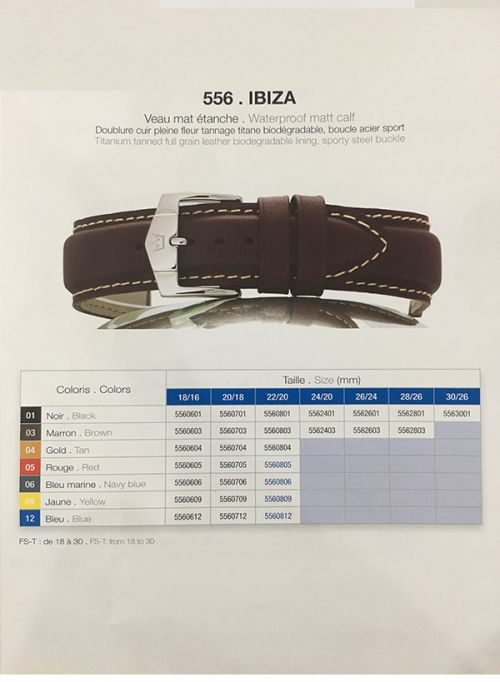 556 . IBIZA
Veau mat étanche . Waterproof matt calf
Doublure cuir pleine fleur tannage titane biodégradable, boucle acier sport
Titanium tanned full grain leather biodegradable lining, sporty steel buckle
Coloris . Colors Taille . Size (mm)
18/16 20/18 22/20 24/20 26/24 28/26 30/26
01 Noir . Black 5560601 5560701 5560801 5562401 5562601 5562801 5563001
03 Marron . Brown 5560603 5560703 5560803 5562403 5562603 5562803
04 Gold . Tan 5560604 5560704 5560804
05 Rouge . Red 5560605 5560705 5560805
06 Bleu marine . Navy blue 5560606 5560706 5560806
09 Jaune . Yellow 5560609 5560709 5560809
12 Bleu . Blue 5560612 5560712 5560812
FS-T : de 18 à 30 . FS-T: from 18 to 30